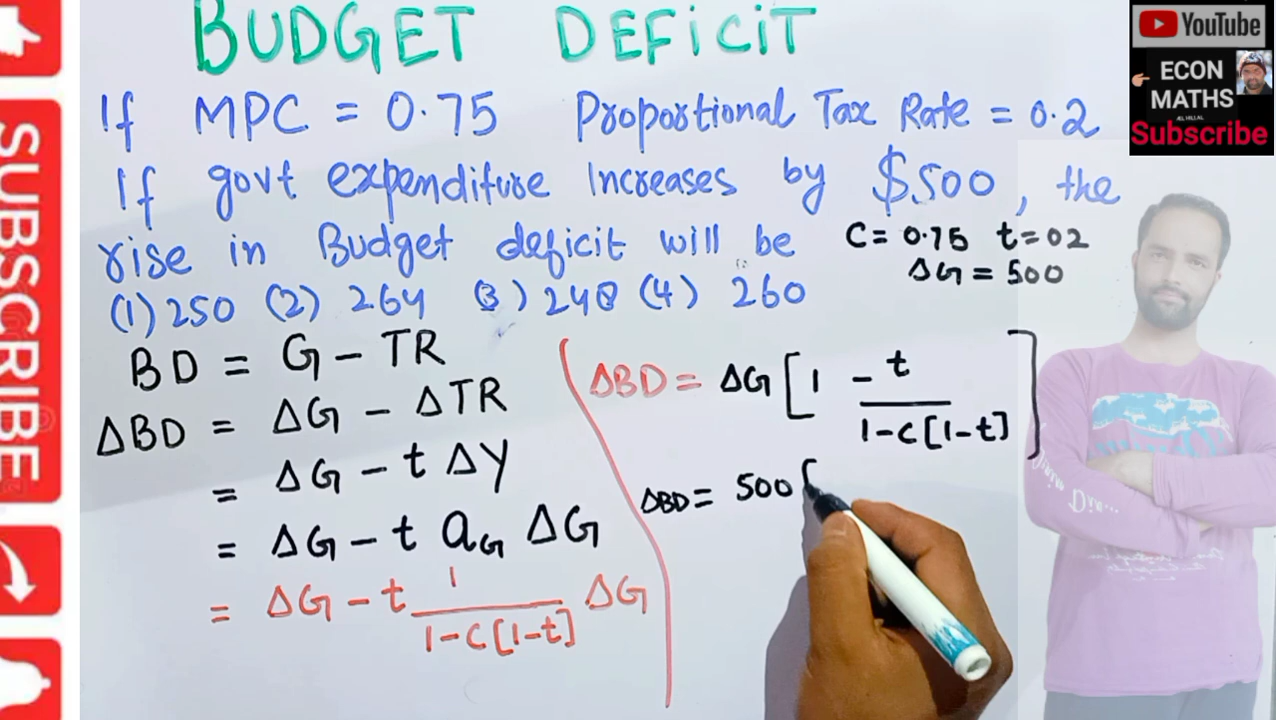 BUDGET DEFICIT
If MPC = 0.75 Proportional Tax Rate = 0.2
If govt expenditure Increases by $500, the
rise in Budget deficit will be
(1) 250 (2) 264 (3) 248 (4) 260
C = 0.75 t = 02
ΔG = 500
BD = G - TR
ΔBD = ΔG - ΔTR
= ΔG - t ΔY
= ΔG - t aG ΔG
= ΔG - t 1/1-C[1-t] ΔG
ΔBD = ΔG [1 - t/1-C[1-t]]
ΔBD = 500 [
YouTube
ECON
MATHS
Subscribe
SUBSCRIBE